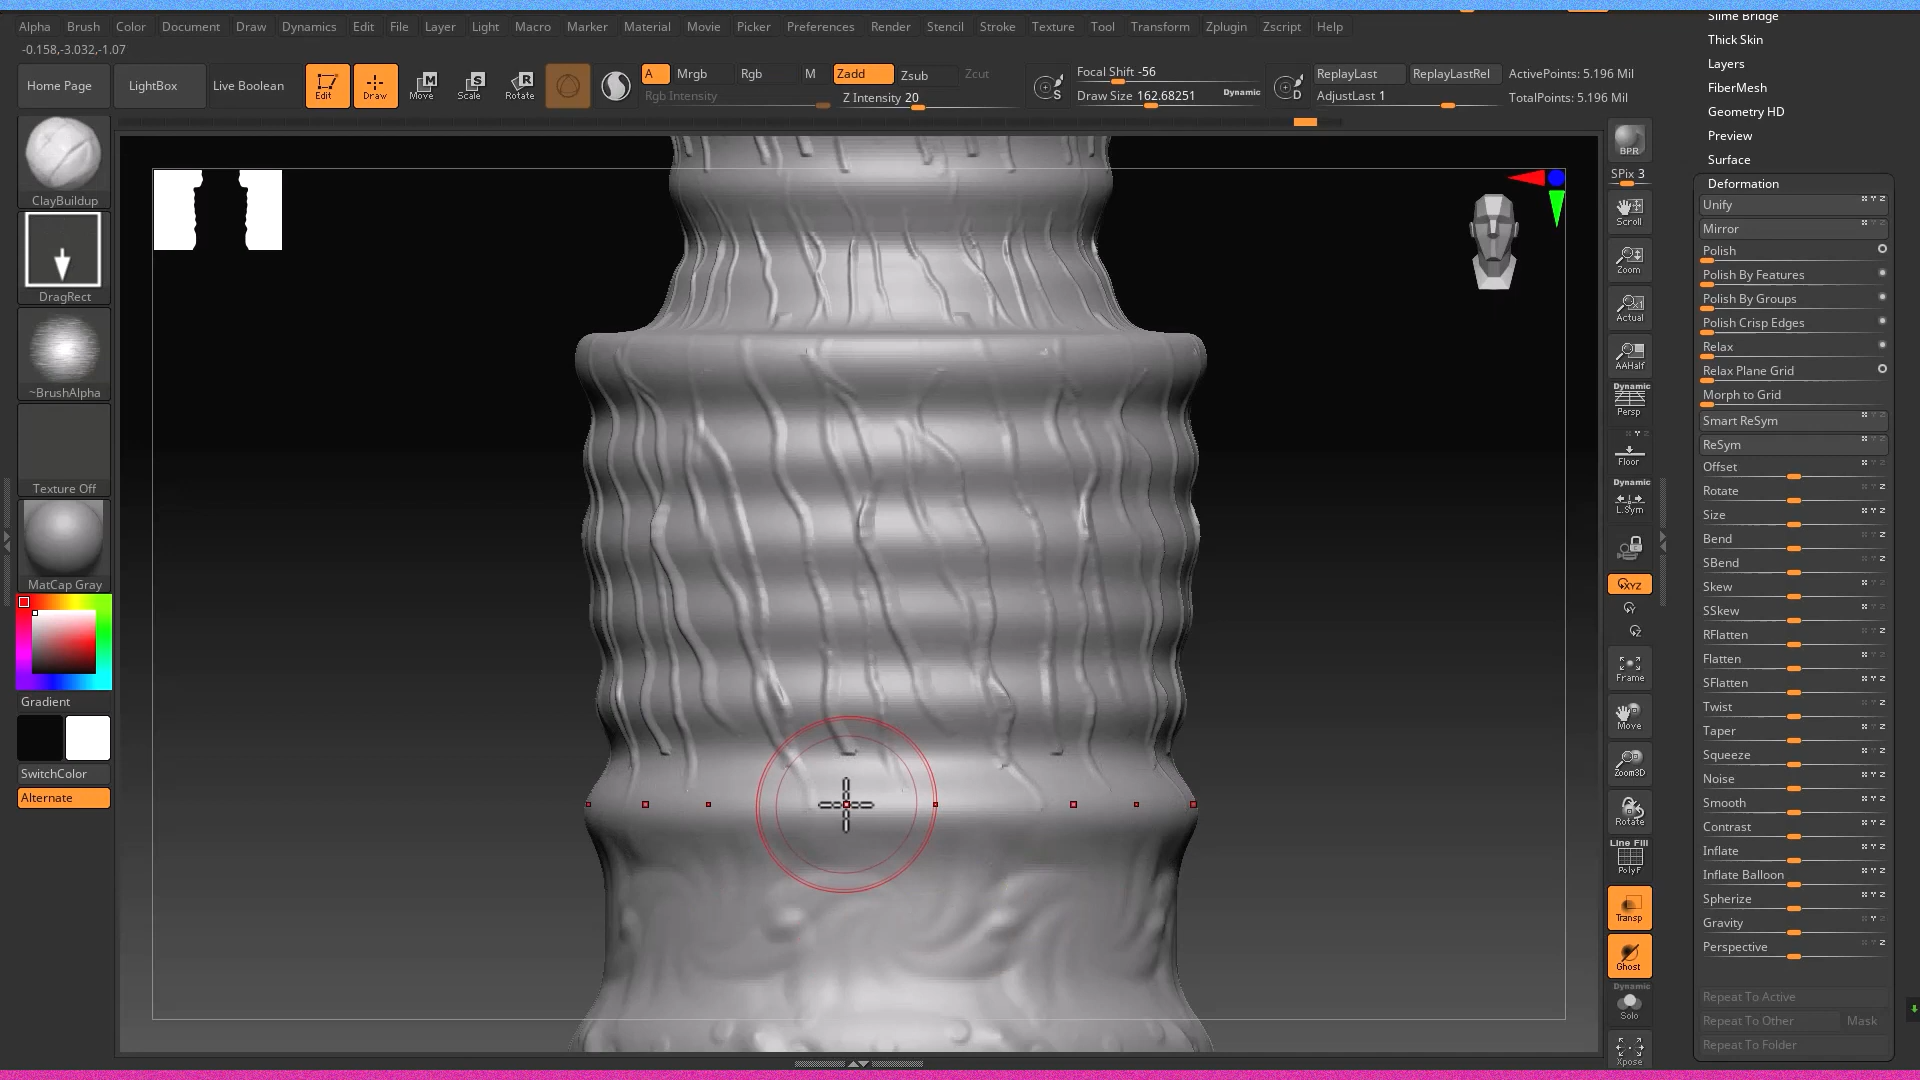 Alpha Brush Color Document Draw Dynamics Edit File Layer Light Macro Marker Material Movie Picker Preferences Render Stencil Stroke Texture Tool Transform Zplugin Zscript Help
-0.158,-3.032,-1.07
Home Page LightBox Live Boolean Edit Draw Move Scale Rotate
A Mrgb Rgb M Zadd Zsub Zcut
Rgb Intensity Z Intensity 20
S Focal Shift -56
Draw Size 162.68251 Dynamic
D ReplayLast ReplayLastRel ActivePoints: 5.196 Mil
AdjustLast 1 TotalPoints: 5.196 Mil
ClayBuildup
DragRect
~BrushAlpha
Texture Off
MatCap Gray
Gradient
SwitchColor
Alternate
BPR
SPix 3
Scroll
Zoom
Actual
AAHalf
Dynamic
Persp
Floor
Dynamic
L.Sym
XYZ
Y
Z
Frame
Move
Zoom3D
Rotate
Line Fill
PolyF
Transp
Ghost
Dynamic
Solo
Xpose
Slime Bridge
Thick Skin
Layers
FiberMesh
Geometry HD
Preview
Surface
Deformation
Unify
Mirror
Polish
Polish By Features
Polish By Groups
Polish Crisp Edges
Relax
Relax Plane Grid
Morph to Grid
Smart ReSym
ReSym
Offset
Rotate
Size
Bend
SBend
Skew
SSkew
RFlatten
Flatten
SFlatten
Twist
Taper
Squeeze
Noise
Smooth
Contrast
Inflate
Inflate Balloon
Spherize
Gravity
Perspective
Repeat To Active
Repeat To Other Mask
Repeat To Folder